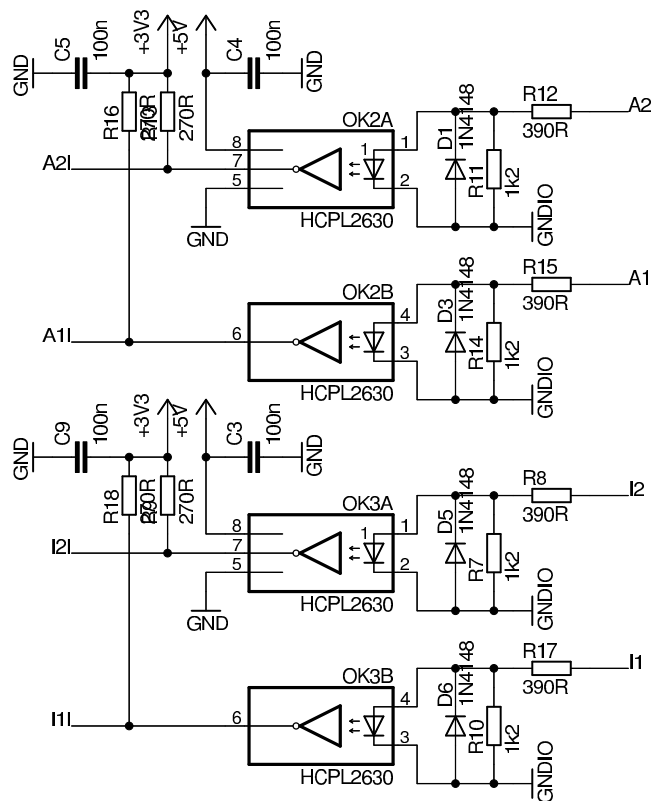 GND
C5
100n
+3V3
+5V
C4
100n
GND
R16
270R
270R
OK2A
D1
1N4148
R12
390R
A2
A2I
8
7
5
1
1
2
R11
1k2
GND
HCPL2630
GNDIO
OK2B
D3
1N4148
R15
390R
A1
A1I
6
4
3
R14
1k2
HCPL2630
GNDIO
GND
C9
100n
+3V3
+5V
C3
100n
GND
R18
270R
R9
270R
OK3A
D5
1N4148
R8
390R
I2
I2I
8
7
5
1
1
2
R7
1k2
GND
HCPL2630
GNDIO
OK3B
D6
1N4148
R17
390R
I1
I1I
6
4
3
R10
1k2
HCPL2630
GNDIO